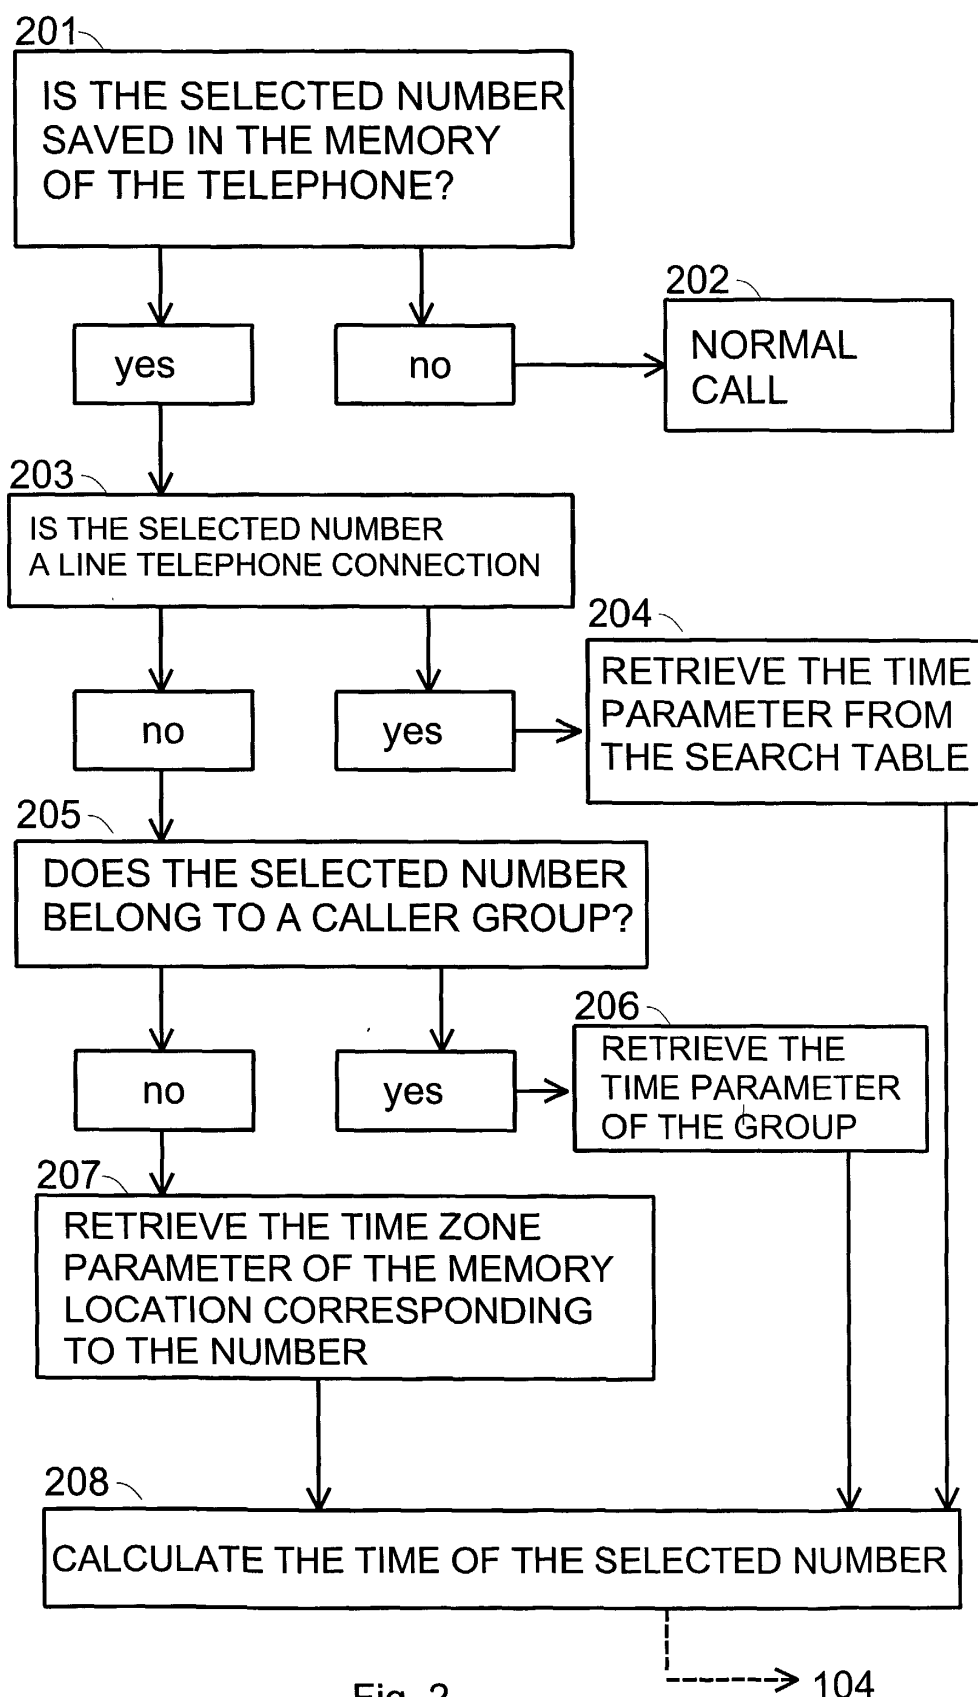 201
IS THE SELECTED NUMBER
SAVED IN THE MEMORY
OF THE TELEPHONE?
yes
no
202
NORMAL
CALL
203
IS THE SELECTED NUMBER
A LINE TELEPHONE CONNECTION
no
yes
204
RETRIEVE THE TIME
PARAMETER FROM
THE SEARCH TABLE
205
DOES THE SELECTED NUMBER
BELONG TO A CALLER GROUP?
no
yes
206
RETRIEVE THE
TIME PARAMETER
OF THE GROUP
207
RETRIEVE THE TIME ZONE
PARAMETER OF THE MEMORY
LOCATION CORRESPONDING
TO THE NUMBER
208
CALCULATE THE TIME OF THE SELECTED NUMBER
104
Fig. 2